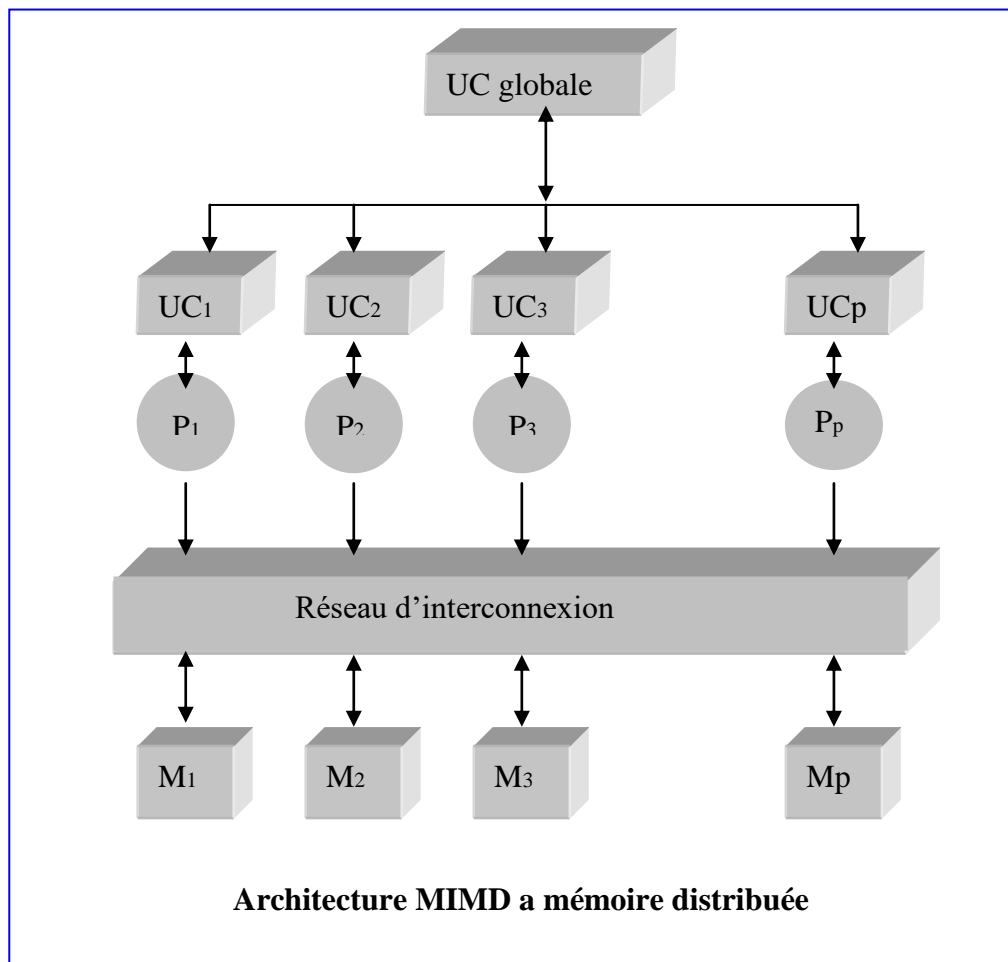 UC globale
UC1 UC2 UC3 UCp
P1 P2 P3 Pp
Réseau d'interconnexion
M1 M2 M3 Mp
Architecture MIMD a mémoire distribuée